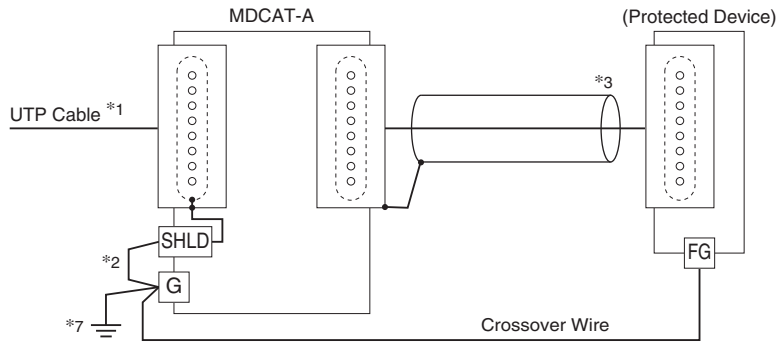 MDCAT-A
(Protected Device)
*3
UTP Cable *1
SHLD
*2
FG
G
*7
Crossover Wire